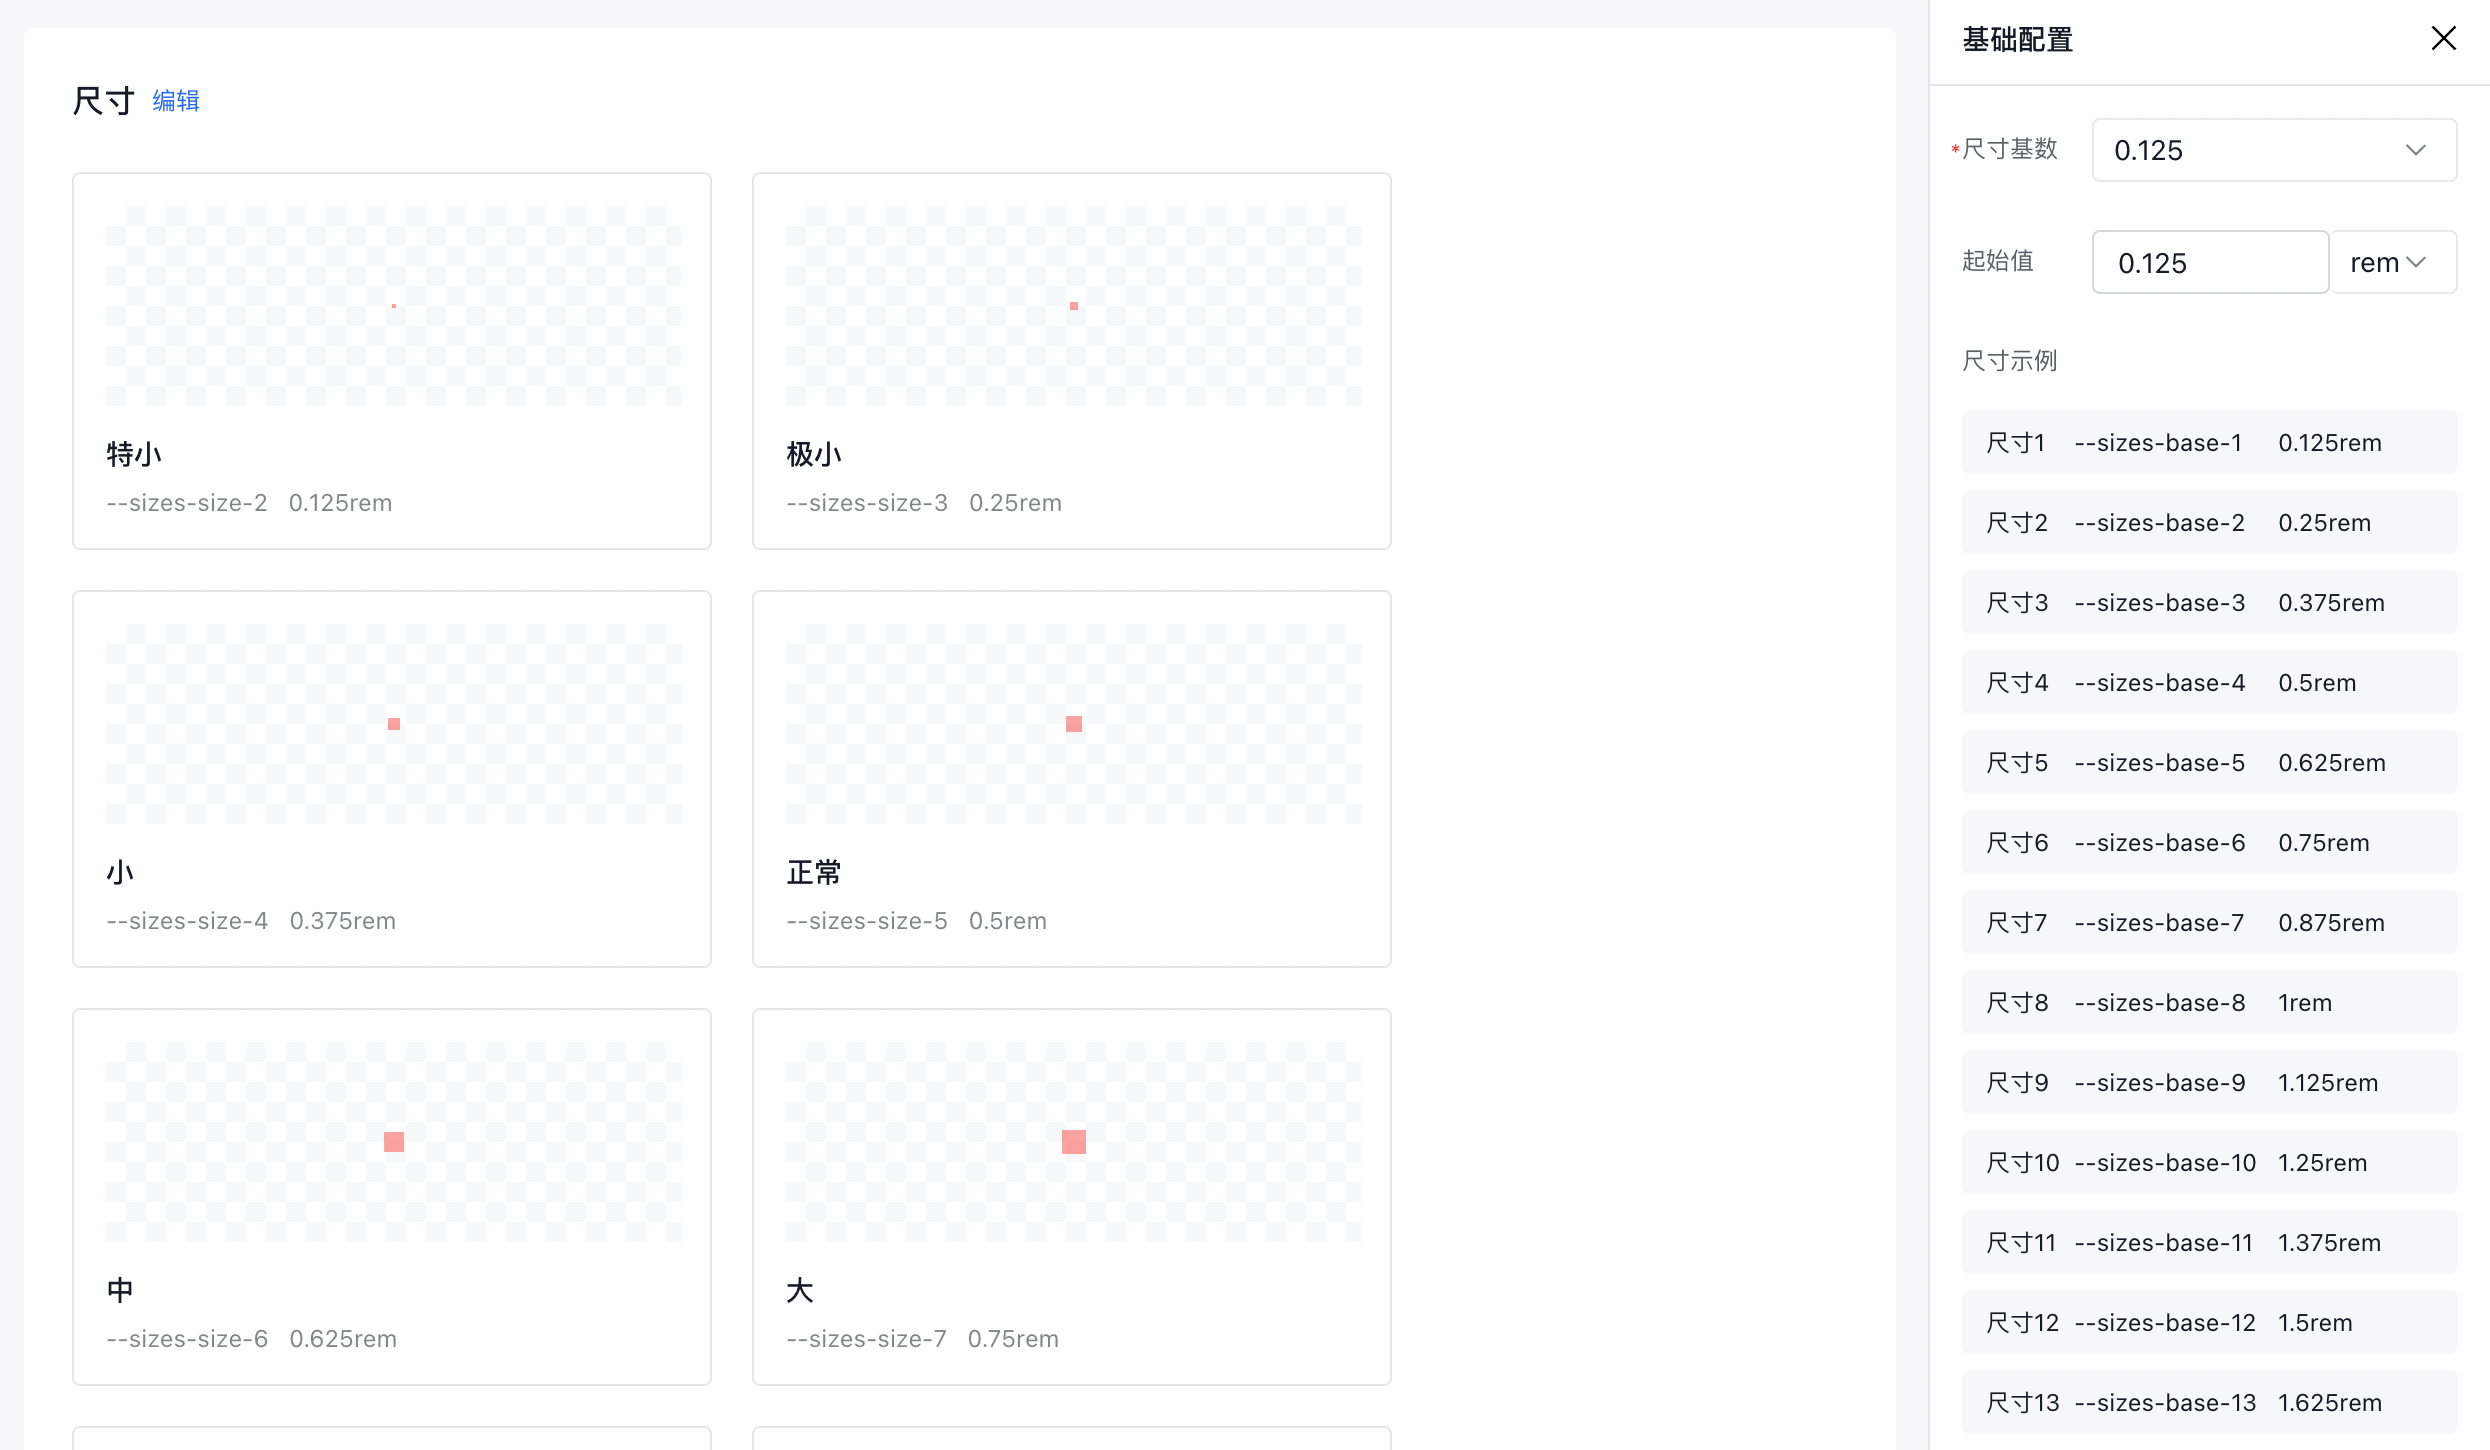 尺寸 编辑
特小
--sizes-size-2 0.125rem
极小
--sizes-size-3 0.25rem
小
--sizes-size-4 0.375rem
正常
--sizes-size-5 0.5rem
中
--sizes-size-6 0.625rem
大
--sizes-size-7 0.75rem
基础配置
*尺寸基数 0.125
起始值 0.125 rem
尺寸示例
尺寸1 --sizes-base-1 0.125rem
尺寸2 --sizes-base-2 0.25rem
尺寸3 --sizes-base-3 0.375rem
尺寸4 --sizes-base-4 0.5rem
尺寸5 --sizes-base-5 0.625rem
尺寸6 --sizes-base-6 0.75rem
尺寸7 --sizes-base-7 0.875rem
尺寸8 --sizes-base-8 1rem
尺寸9 --sizes-base-9 1.125rem
尺寸10 --sizes-base-10 1.25rem
尺寸11 --sizes-base-11 1.375rem
尺寸12 --sizes-base-12 1.5rem
尺寸13 --sizes-base-13 1.625rem